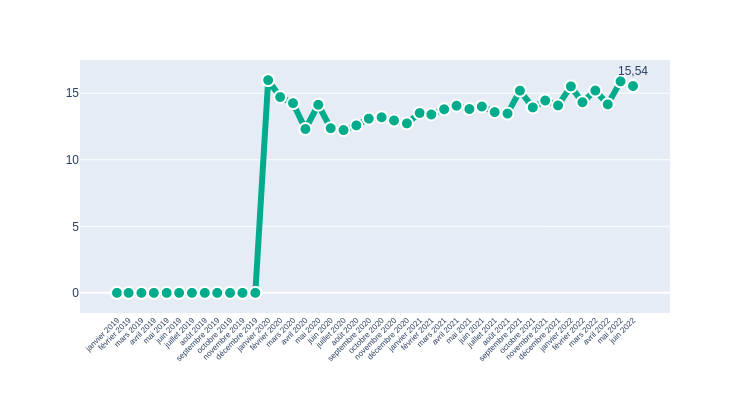 15,54
15
10
5
0
janvier 2019
février 2019
mars 2019
avril 2019
mai 2019
juin 2019
juillet 2019
août 2019
septembre 2019
octobre 2019
novembre 2019
décembre 2019
janvier 2020
février 2020
mars 2020
avril 2020
mai 2020
juin 2020
juillet 2020
août 2020
septembre 2020
octobre 2020
novembre 2020
décembre 2020
janvier 2021
février 2021
mars 2021
avril 2021
mai 2021
juin 2021
juillet 2021
août 2021
septembre 2021
octobre 2021
novembre 2021
décembre 2021
janvier 2022
février 2022
mars 2022
avril 2022
mai 2022
juin 2022